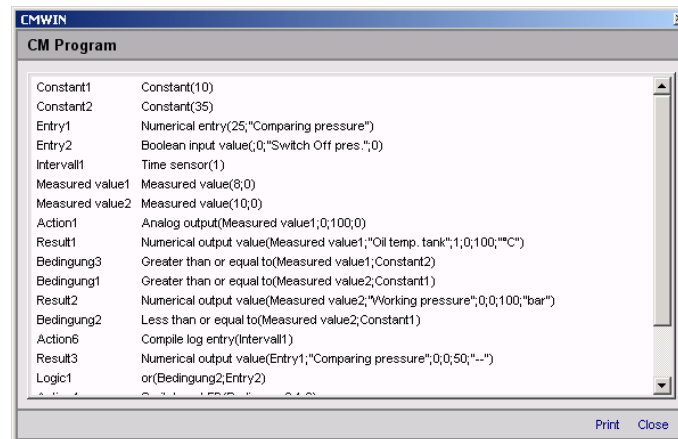 CMWIN
CM Program
Constant1 Constant(10)
Constant2 Constant(35)
Entry1 Numerical entry(25;"Comparing pressure")
Entry2 Boolean input value(;0;"Switch Off pres.";0)
Intervall1 Time sensor(1)
Measured value1 Measured value(8;0)
Measured value2 Measured value(10;0)
Action1 Analog output(Measured value1;0;100;0)
Result1 Numerical output value(Measured value1;"Oil temp. tank";1;0;100;"°C")
Bedingung3 Greater than or equal to(Measured value1;Constant2)
Bedingung1 Greater than or equal to(Measured value2;Constant1)
Result2 Numerical output value(Measured value2;"Working pressure";0;0;100;"bar")
Bedingung2 Less than or equal to(Measured value2;Constant1)
Action6 Compile log entry(Intervall1)
Result3 Numerical output value(Entry1;"Comparing pressure";0;0;50;"--")
Logic1 or(Bedingung2;Entry2)
Print Close